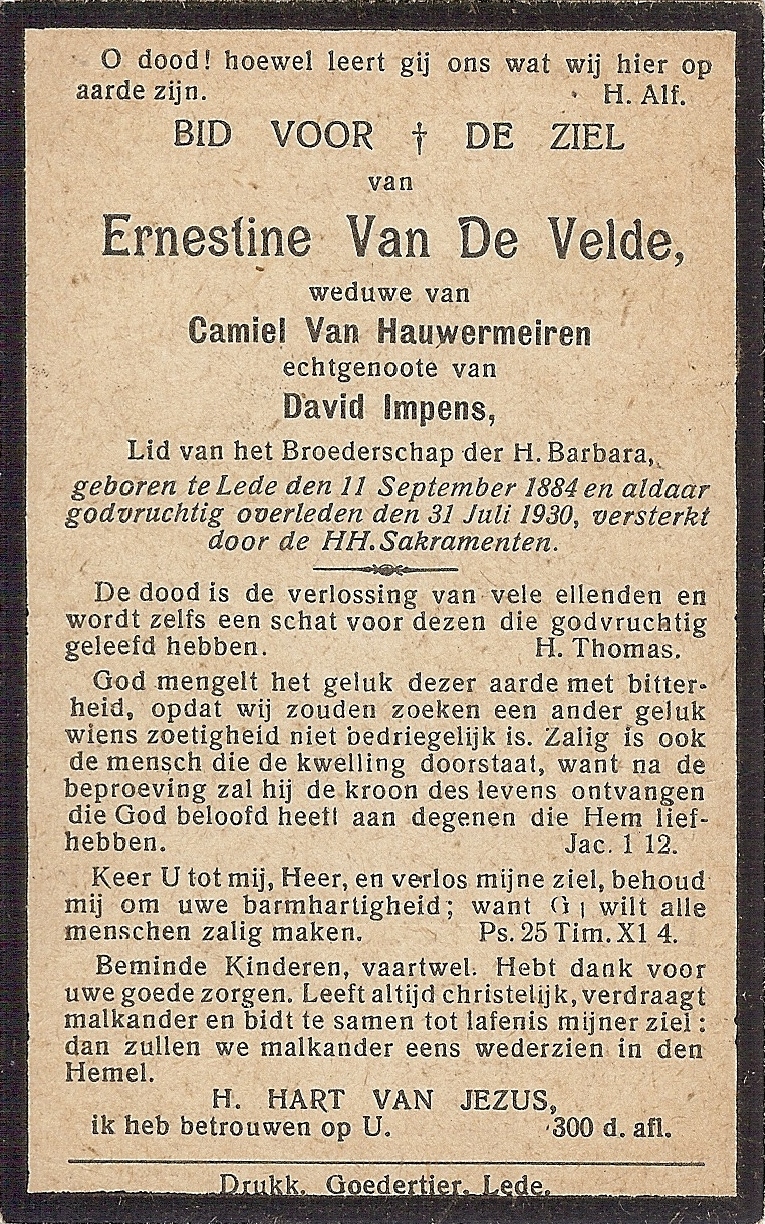 O dood! hoewel leert gij ons wat wij hier op
aarde zijn. H. Alf.
BID VOOR † DE ZIEL
van
Ernestine Van De Velde,
weduwe van
Camiel Van Hauwermeiren
echtgenoote van
David Impens,
Lid van het Broederschap der H. Barbara,
geboren te Lede den 11 September 1884 en aldaar
godvruchtig overleden den 31 Juli 1930, versterkt
door de HH. Sakramenten.
De dood is de verlossing van vele ellenden en
wordt zelfs een schat voor dezen die godvruchtig
geleefd hebben. H. Thomas.
God mengelt het geluk dezer aarde met bitter-
heid, opdat wij zouden zoeken een ander geluk
wiens zoetigheid niet bedriegelijk is. Zalig is ook
de mensch die de kwelling doorstaat, want na de
beproeving zal hij de kroon des levens ontvangen
die God beloofd heeft aan degenen die Hem lief-
hebben. Jac. 1 12.
Keer U tot mij, Heer, en verlos mijne ziel, behoud
mij om uwe barmhartigheid; want Gj wilt alle
menschen zalig maken. Ps. 25 Tim. X1 4.
Beminde Kinderen, vaartwel. Hebt dank voor
uwe goede zorgen. Leeft altijd christelijk, verdraagt
malkander en bidt te samen tot lafenis mijner ziel :
dan zullen we malkander eens wederzien in den
Hemel.
H. HART VAN JEZUS,
ik heb betrouwen op U. 300 d. afl.
Drukk. Goedertier. Lede.